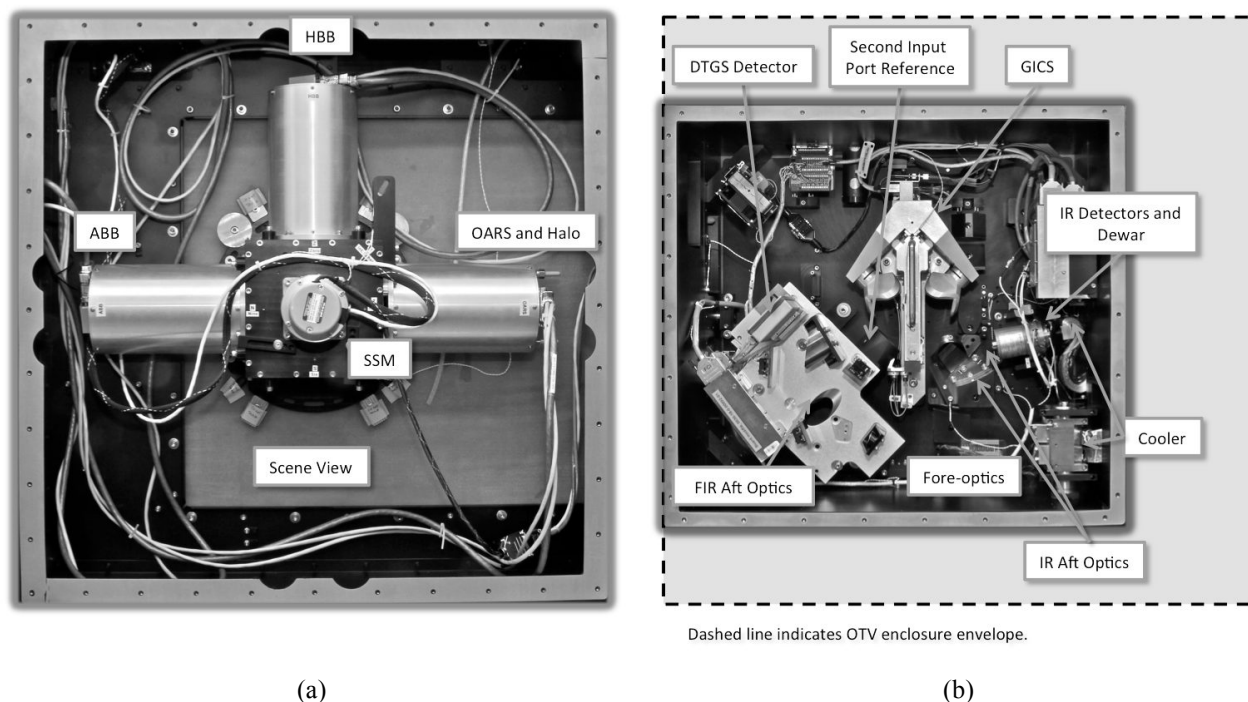 HBB
ABB
OARS and Halo
SSM
Scene View
DTGS Detector
Second Input
Port Reference
GICS
IR Detectors and
Dewar
Cooler
Fore-optics
FIR Aft Optics
IR Aft Optics
Dashed line indicates OTV enclosure envelope.
(a)
(b)